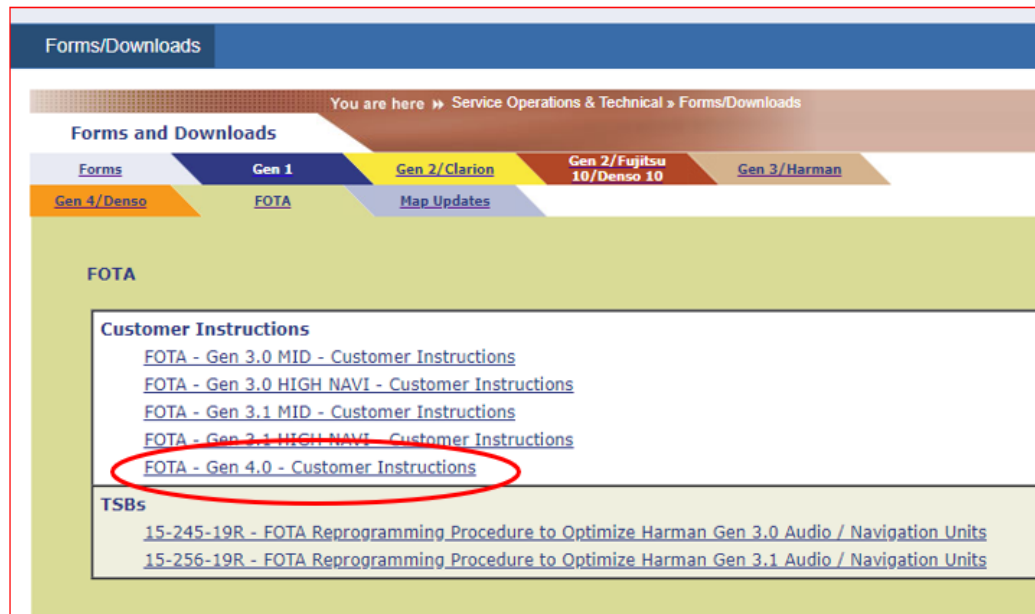 Forms/Downloads
You are here » Service Operations & Technical » Forms/Downloads
Forms and Downloads
Forms
Gen 1
Gen 2/Clarion
Gen 2/Fujitsu
10/Denso 10
Gen 3/Harman
Gen 4/Denso
FOTA
Map Updates
FOTA
Customer Instructions
FOTA - Gen 3.0 MID - Customer Instructions
FOTA - Gen 3.0 HIGH NAVI - Customer Instructions
FOTA - Gen 3.1 MID - Customer Instructions
FOTA - Gen 3.1 HIGH NAVI - Customer Instructions
FOTA - Gen 4.0 - Customer Instructions
TSBs
15-245-19R - FOTA Reprogramming Procedure to Optimize Harman Gen 3.0 Audio / Navigation Units
15-256-19R - FOTA Reprogramming Procedure to Optimize Harman Gen 3.1 Audio / Navigation Units